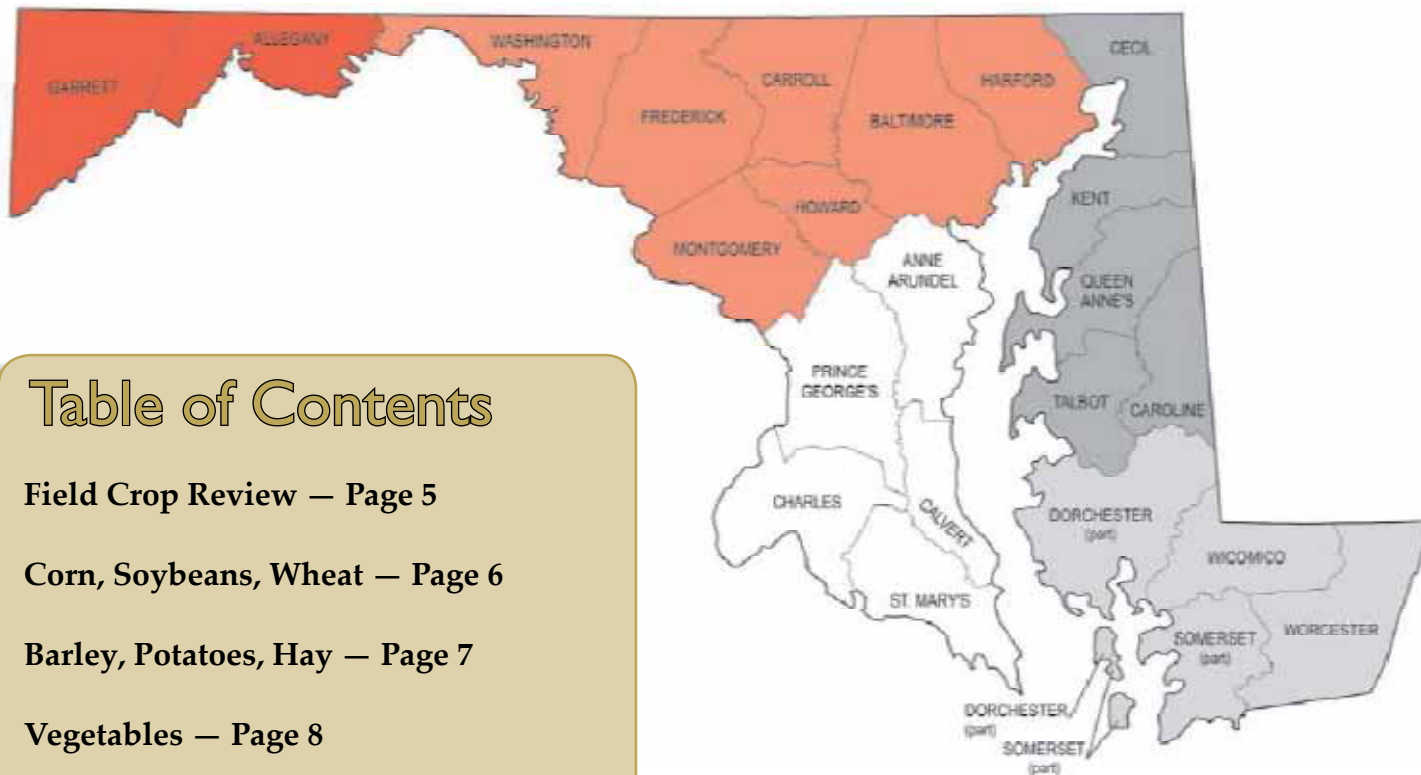 GARRETT
ALLEGANY
WASHINGTON
FREDERICK
CARROLL
BALTIMORE
HARFORD
CECIL
MONTGOMERY
HOWARD
KENT
ANNE
ARUNDEL
QUEEN
ANNE'S
PRINCE
GEORGE'S
TALBOT
CAROLINE
CHARLES
CALVERT
ST. MARY'S
DORCHESTER
(part)
WICOMICO
SOMERSET
(part)
WORCESTER
DORCHESTER
(part)
SOMERSET
(part)
Table of Contents
Field Crop Review — Page 5
Corn, Soybeans, Wheat — Page 6
Barley, Potatoes, Hay — Page 7
Vegetables — Page 8